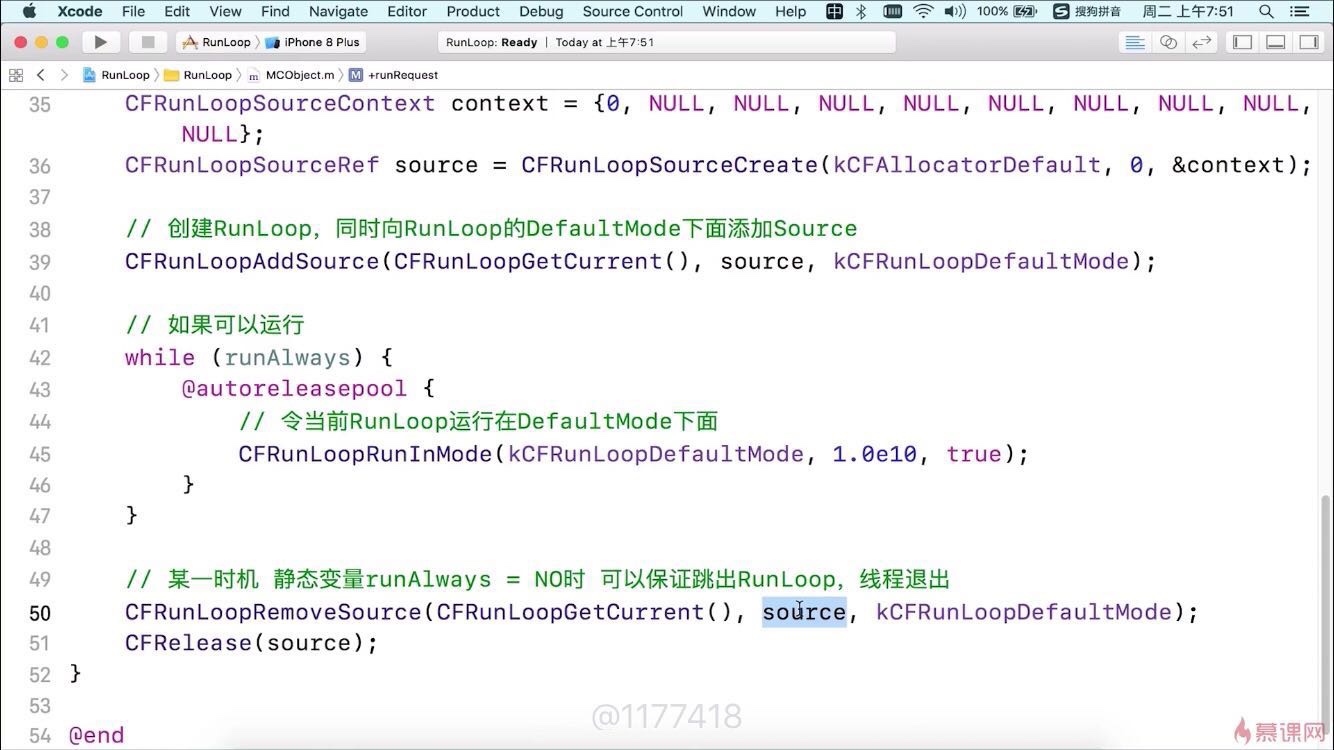 Xcode File Edit View Find Navigate Editor Product Debug Source Control Window Help 中 100% S 搜狗拼音 周二 上午7:51
RunLoop iPhone 8 Plus RunLoop: Ready | Today at 上午7:51
RunLoop RunLoop m MCObject.m M +runRequest
35 CFRunLoopSourceContext context = {0, NULL, NULL, NULL, NULL, NULL, NULL, NULL, NULL,
NULL};
36 CFRunLoopSourceRef source = CFRunLoopSourceCreate(kCFAllocatorDefault, 0, &context);
37
38 // 创建RunLoop，同时向RunLoop的DefaultMode下面添加Source
39 CFRunLoopAddSource(CFRunLoopGetCurrent(), source, kCFRunLoopDefaultMode);
40
41 // 如果可以运行
42 while (runAlways) {
43 @autoreleasepool {
44 // 令当前RunLoop运行在DefaultMode下面
45 CFRunLoopRunInMode(kCFRunLoopDefaultMode, 1.0e10, true);
46 }
47 }
48
49 // 某一时机 静态变量runAlways = NO时 可以保证跳出RunLoop，线程退出
50 CFRunLoopRemoveSource(CFRunLoopGetCurrent(), source, kCFRunLoopDefaultMode);
51 CFRelease(source);
52 }
53
54 @end
@1177418
慕课网